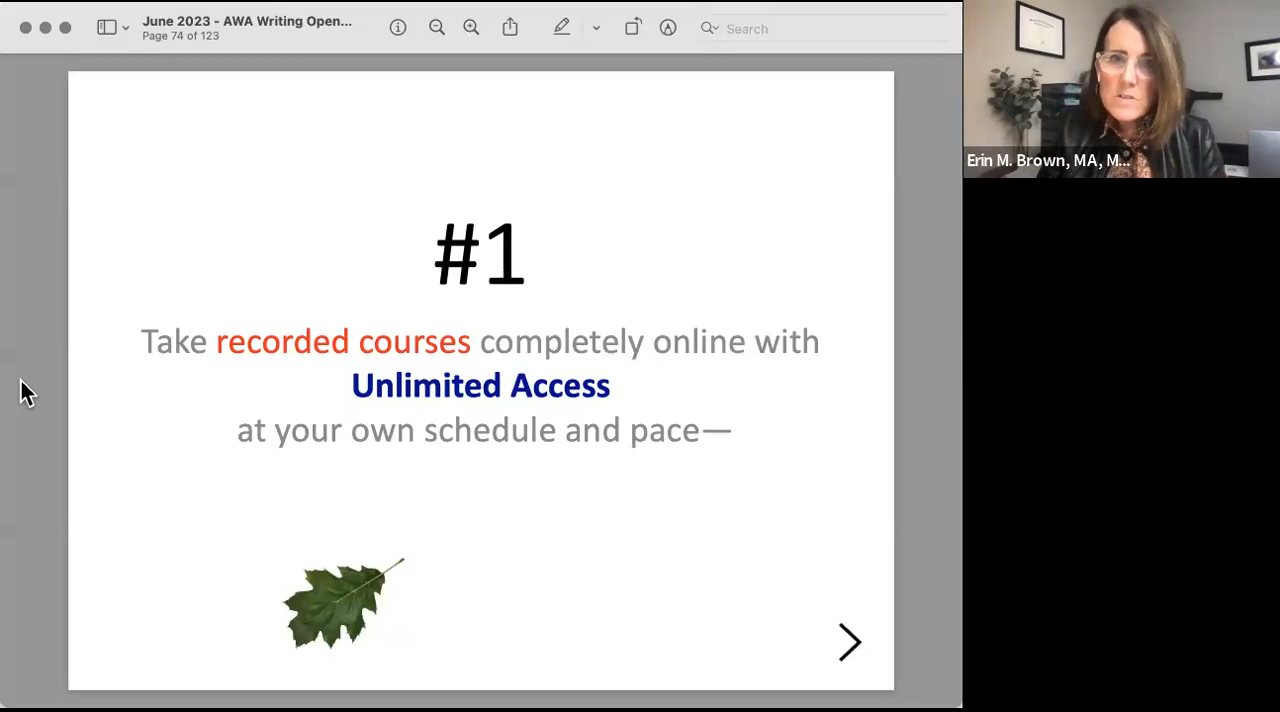 June 2023 - AWA Writing Open...
Page 74 of 123
Search
Erin M. Brown, MA, M...
#1
Take recorded courses completely online with
Unlimited Access
at your own schedule and pace—